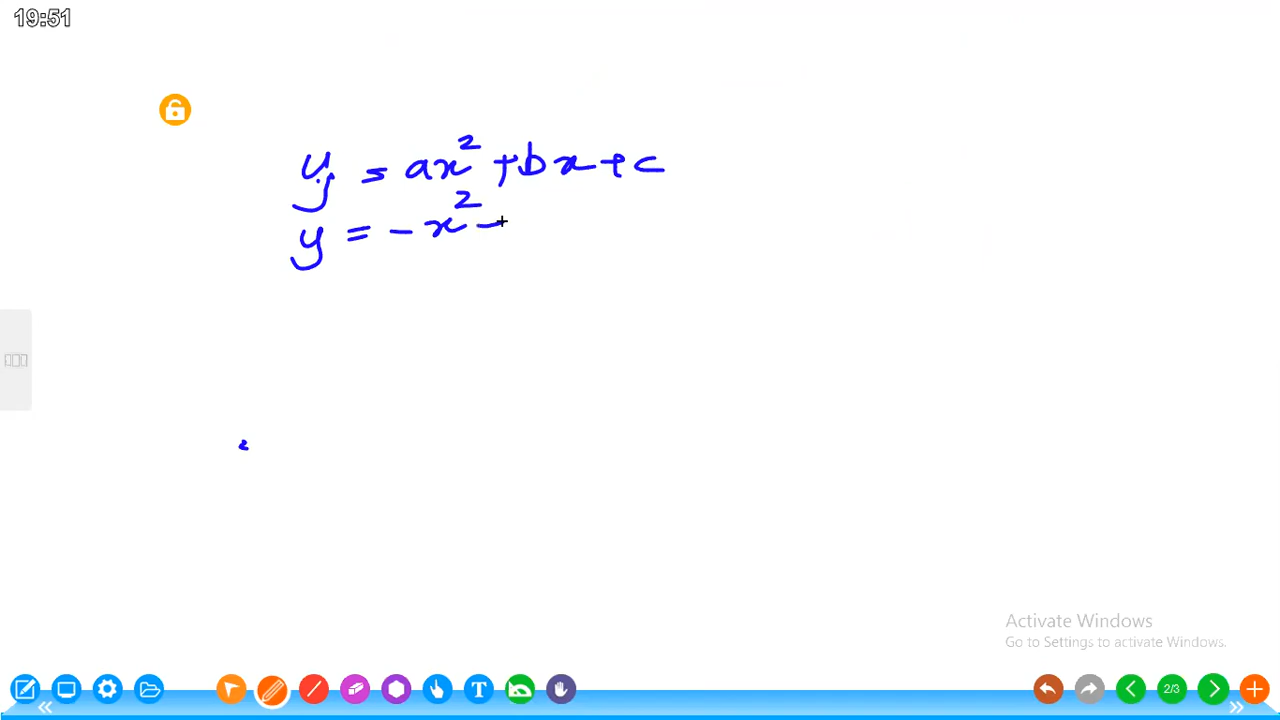 19:51
y = ax² + bx + c
y = -x² -
Activate Windows
Go to Settings to activate Windows.
T
2/3